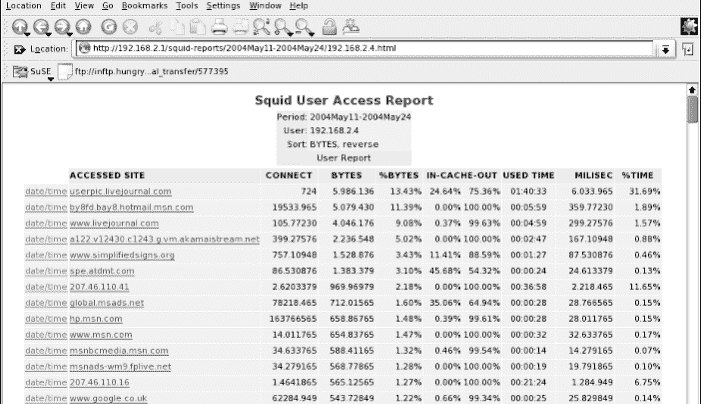 Location Edit View Go Bookmarks Tools Settings Window Help
Location: http://192.168.2.1/squid-reports/2004May11-2004May24/192.168.2.4.html
SuSE ftp://inftp.hungry...al_transfer/577395
Squid User Access Report
Period: 2004May11-2004May24
User: 192.168.2.4
Sort: BYTES, reverse
User Report
ACCESSED SITE CONNECT BYTES %BYTES IN-CACHE-OUT USED TIME MILISEC %TIME
date/time userpic.livejournal.com 724 5.986.136 13.43% 24.64% 75.36% 01:40:33 6.033.965 31.69%
date/time by8fd.bay8.hotmail.msn.com 19533.965 5.079.430 11.39% 0.00% 100.00% 00:05:59 359.77230 1.89%
date/time www.livejournal.com 105.77230 4.046.176 9.08% 0.37% 99.63% 00:04:59 299.27576 1.57%
date/time a122.v12430.c1243.g.vm.akamaistream.net 399.27576 2.236.548 5.02% 0.00% 100.00% 00:02:47 167.10948 0.88%
date/time www.simplifiedsigns.org 757.10948 1.528.876 3.43% 11.41% 88.59% 00:01:27 87.530876 0.46%
date/time spe.atdmt.com 86.530876 1.383.379 3.10% 45.68% 54.32% 00:00:24 24.613379 0.13%
date/time 207.46.110.41 2.6203379 969.96979 2.18% 0.00% 100.00% 00:36:58 2.218.465 11.65%
date/time global.msads.net 78218.465 712.01565 1.60% 35.06% 64.94% 00:00:28 28.766565 0.15%
date/time hp.msn.com 163766565 658.86765 1.48% 0.39% 99.61% 00:00:28 28.011765 0.15%
date/time www.msn.com 14.011765 654.83765 1.47% 0.00% 100.00% 00:00:32 32.633765 0.17%
date/time msnbcmedia.msn.com 34.633765 588.41165 1.32% 0.46% 99.54% 00:00:14 14.279165 0.07%
date/time msnads-wm9.fplive.net 34.279165 568.77865 1.28% 0.00% 100.00% 00:00:19 19.791865 0.10%
date/time 207.46.110.16 1.4641865 565.12565 1.27% 0.00% 100.00% 00:21:24 1.284.949 6.75%
date/time www.google.co.uk 62284.949 543.72849 1.22% 0.66% 99.34% 00:00:25 25.829849 0.14%